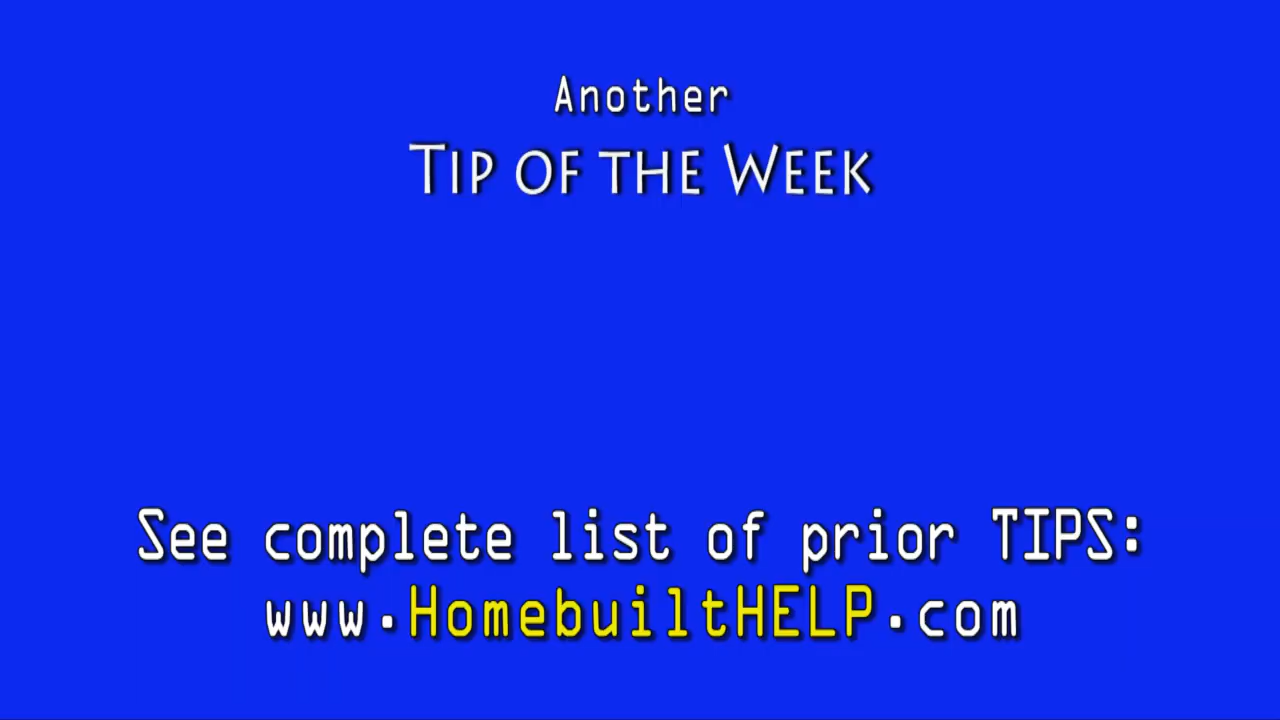 Another
Tip of the Week
See complete list of prior TIPS:
www.HomebuiltHELP.com